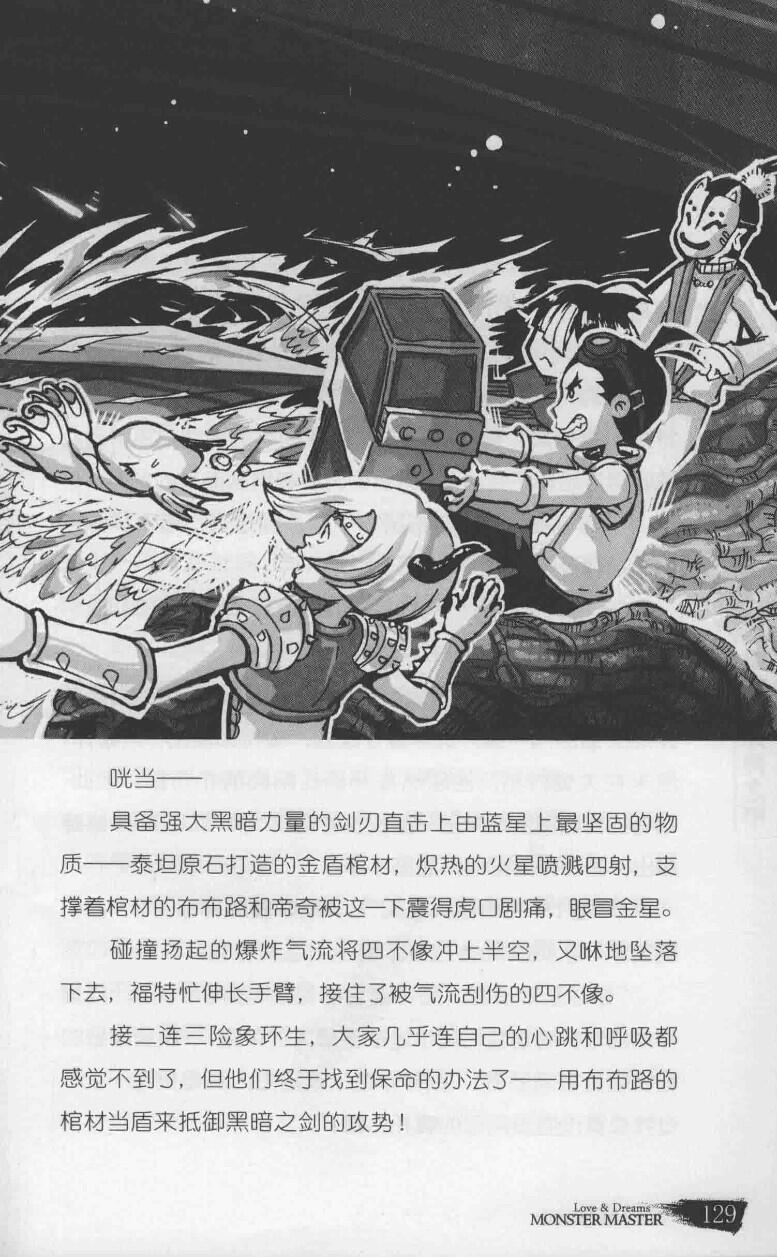 咣当——
具备强大黑暗力量的剑刃直击上由蓝星上最坚固的物
质——泰坦原石打造的金盾棺材，炽热的火星喷溅四射，支
撑着棺材的布布路和帝奇被这一下震得虎口剧痛，眼冒金星。
碰撞扬起的爆炸气流将四不像冲上半空，又咻地坠落
下去，福特忙伸长手臂，接住了被气流刮伤的四不像。
接二连三险象环生，大家几乎连自己的心跳和呼吸都
感觉不到了，但他们终于找到保命的办法了——用布布路的
棺材当盾来抵御黑暗之剑的攻势！
Love & Dreams
MONSTER MASTER 129